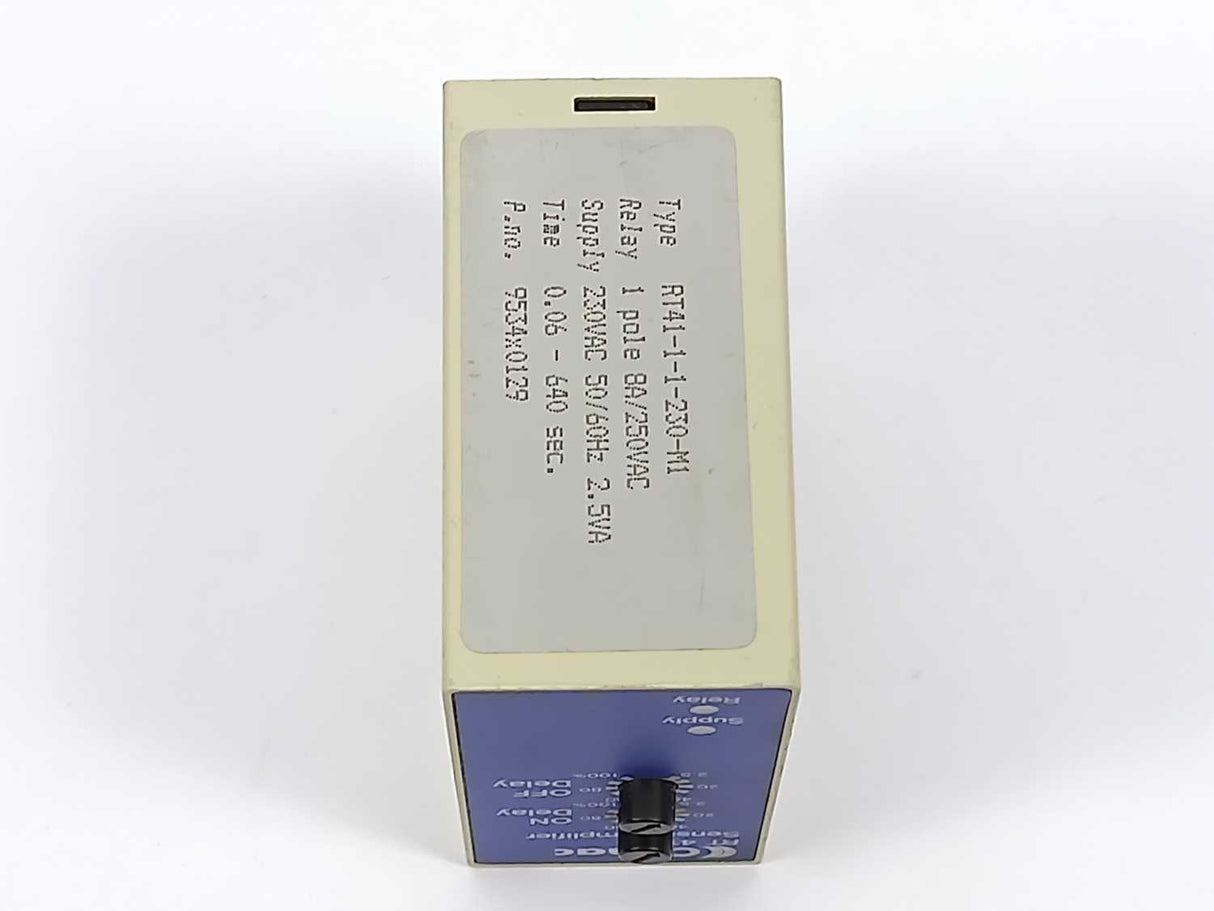 Type RT41-1-1-230-M1
Relay 1 pole 8A/250VAC
Supply 230VAC 50/60Hz 2.5VA
Time 0.06 - 640 sec.
P.no. 9534x0129
ON
Delay
OFF
Delay
Supply
Relay